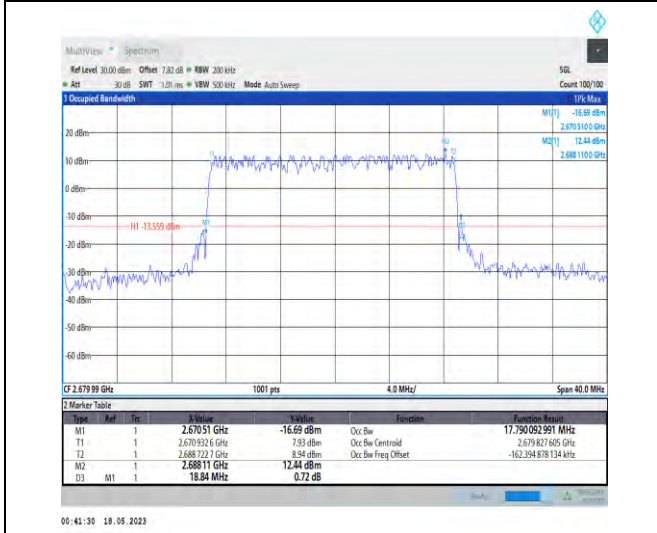 MultiView Spectrum
Ref Level 30.00 dBm Offset 7.82 dB RBW 200 kHz SGL
Att 30 dB SWT 1.01 ms VBW 500 kHz Mode Auto Sweep Count 100/100
1 Occupied Bandwidth 1Pk Max
M1(1) -16.69 dBm
2.670 510 0 GHz
M2(1) 12.44 dBm
2.688 110 0 GHz
20 dBm
M2
T1 T2
10 dBm
0 dBm
-10 dBm
H1 -13.559 dBm
M1
D3
-30 dBm
-40 dBm
-50 dBm
-60 dBm
CF 2.679 99 GHz 1001 pts 4.0 MHz/ Span 40.0 MHz
2 Marker Table
Type Ref Trc X-Value Y-Value Function Function Result
M1 1 2.67051 GHz -16.69 dBm Occ Bw 17.790 092 991 MHz
T1 1 2.670 932 6 GHz 7.93 dBm Occ Bw Centroid 2.679 827 605 GHz
T2 1 2.688 722 7 GHz 8.94 dBm Occ Bw Freq Offset -162.394 878 134 kHz
M2 1 2.68811 GHz 12.44 dBm
D3 M1 1 18.84 MHz 0.72 dB
Ready
00:41:30 18.05.2023